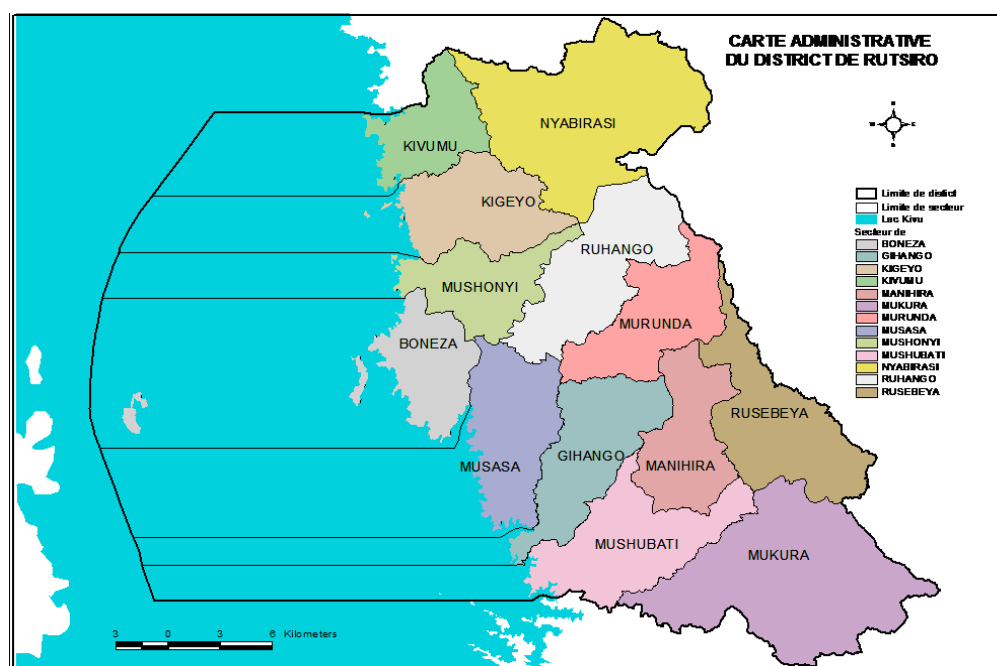 CARTE ADMINISTRATIVE
DU DISTRICT DE RUTSIRO
NYABIRASI
KIVUMU
KIGEYO
RUHANGO
MUSHONYI
MURUNDA
BONEZA
RUSEBEYA
GIHANGO
MUSASA
MANIHIRA
MUSHUBATI
MUKURA
N
W E
S
Limite de district
Limite de secteur
Lac Kivu
Secteur de
BONEZA
GIHANGO
KIGEYO
KIVUMU
MANIHIRA
MUKURA
MURUNDA
MUSASA
MUSHONYI
MUSHUBATI
NYABIRASI
RUHANGO
RUSEBEYA
3 0 3 6 Kilometers